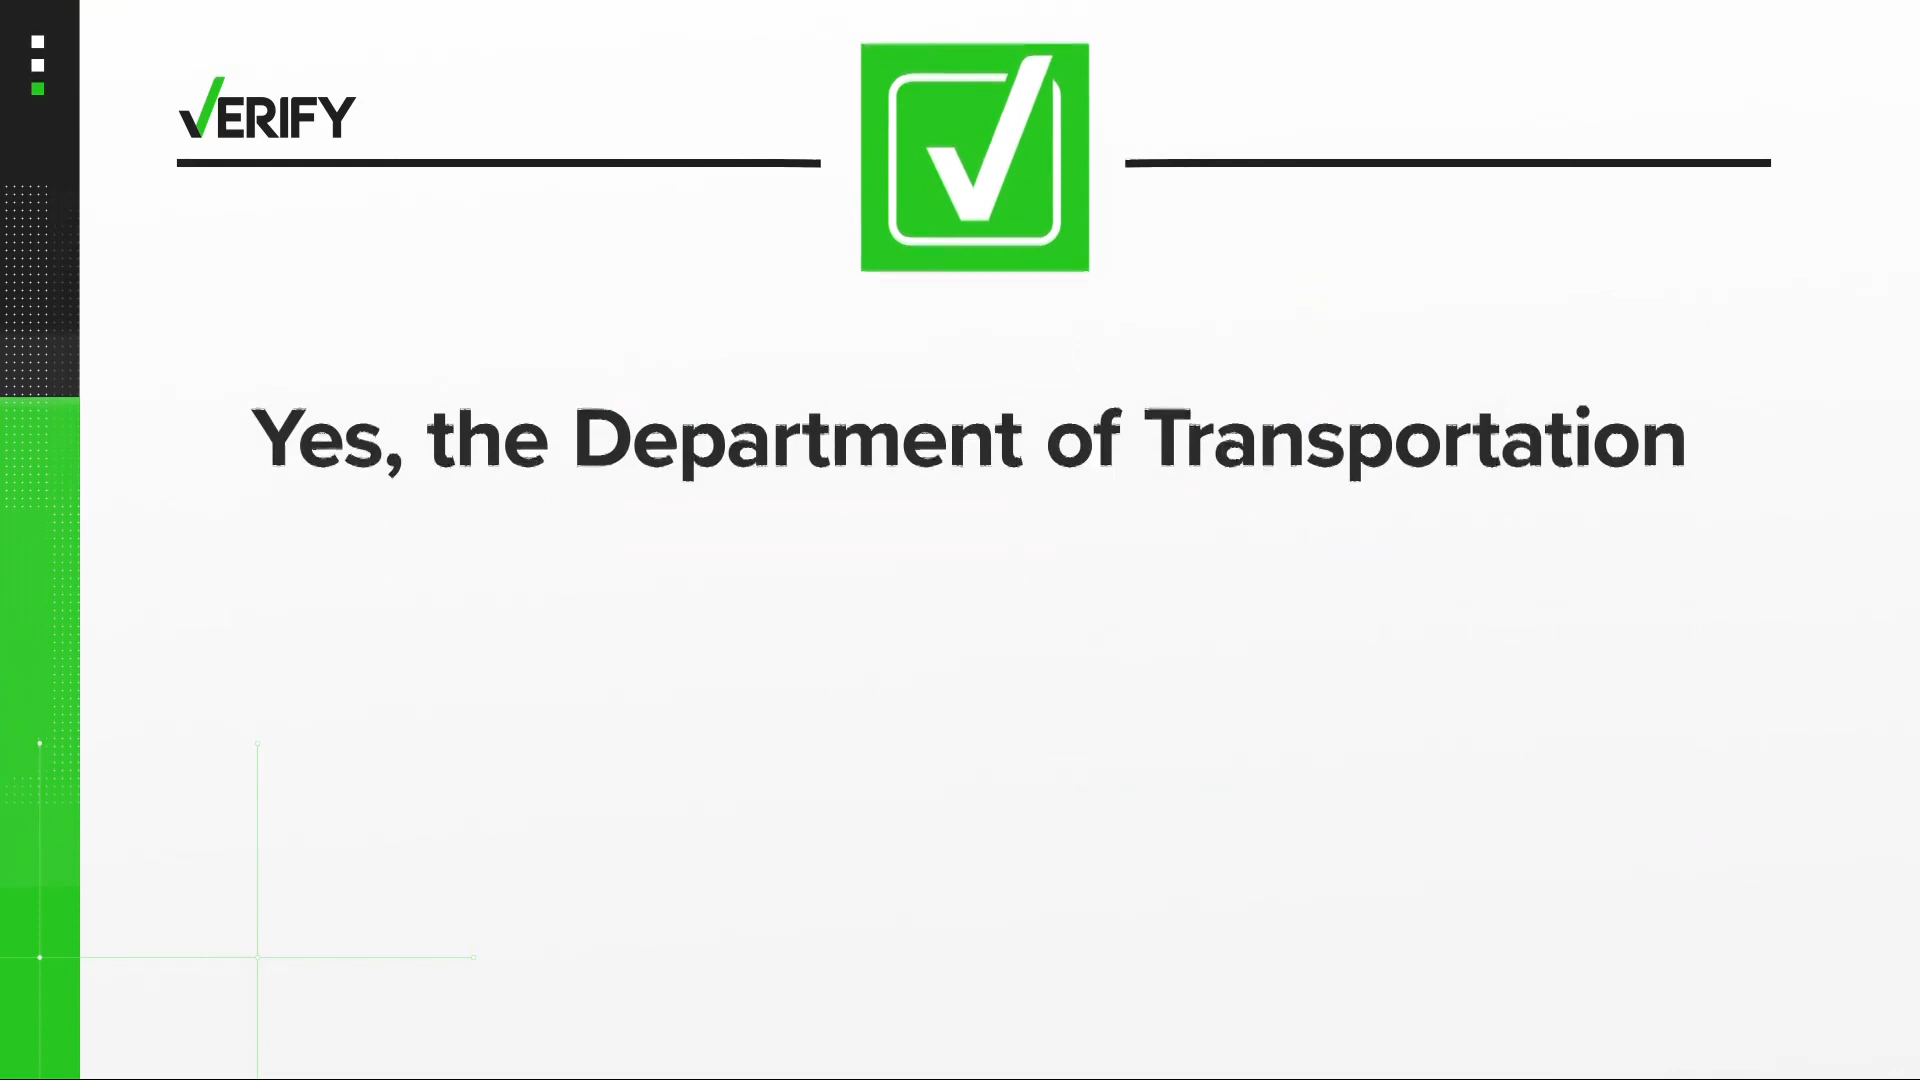 VERIFY
Yes, the Department of Transportation